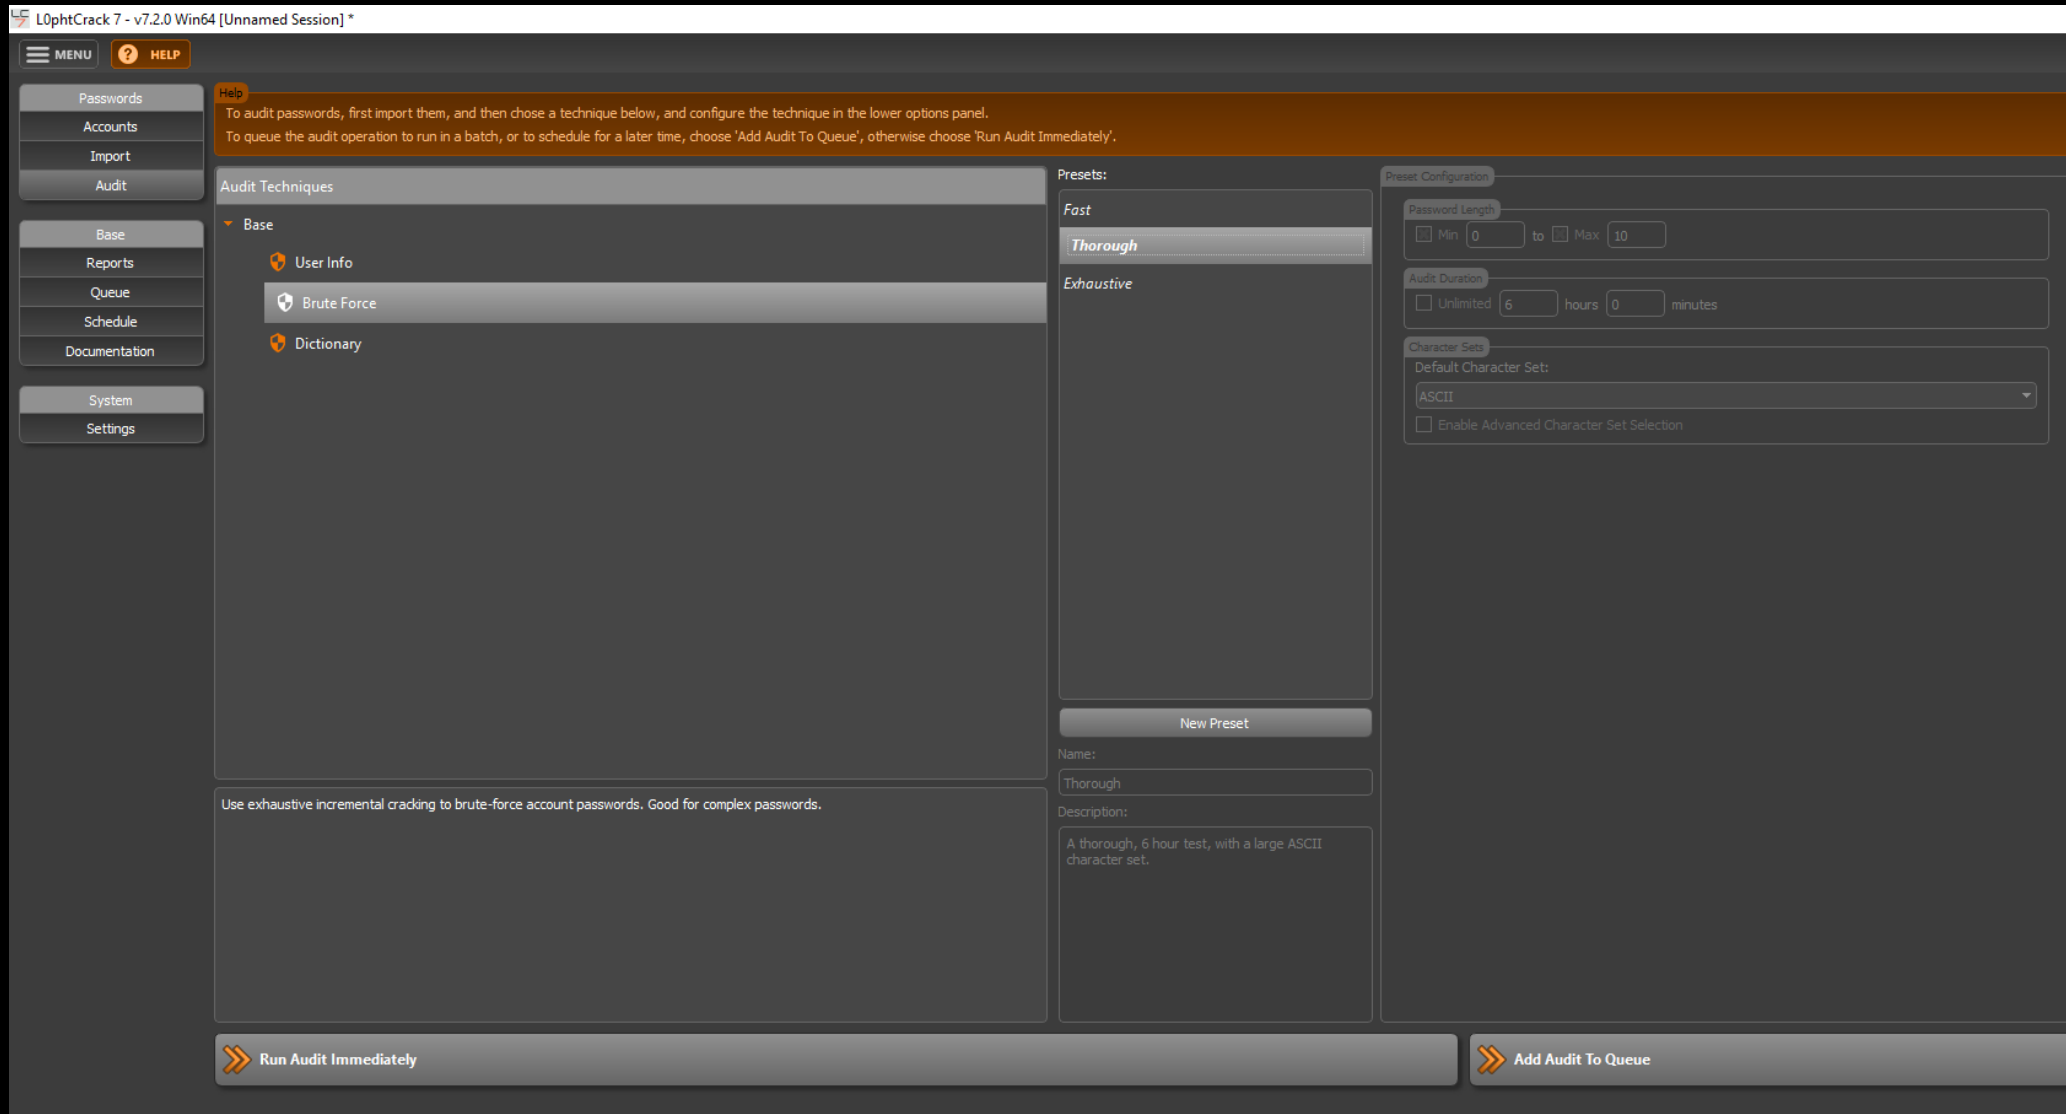 LC
7
L0phtCrack 7 - v7.2.0 Win64 [Unnamed Session] *
MENU
? HELP
Passwords
Accounts
Import
Audit
Base
Reports
Queue
Schedule
Documentation
System
Settings
Help
To audit passwords, first import them, and then chose a technique below, and configure the technique in the lower options panel.
To queue the audit operation to run in a batch, or to schedule for a later time, choose 'Add Audit To Queue', otherwise choose 'Run Audit Immediately'.
Audit Techniques
Base
User Info
Brute Force
Dictionary
Use exhaustive incremental cracking to brute-force account passwords. Good for complex passwords.
Presets:
Fast
Thorough
Exhaustive
New Preset
Name:
Thorough
Description:
A thorough, 6 hour test, with a large ASCII
character set.
Preset Configuration
Password Length
Min 0 to Max 10
Audit Duration
Unlimited 6 hours 0 minutes
Character Sets
Default Character Set:
ASCII
Enable Advanced Character Set Selection
Run Audit Immediately
Add Audit To Queue